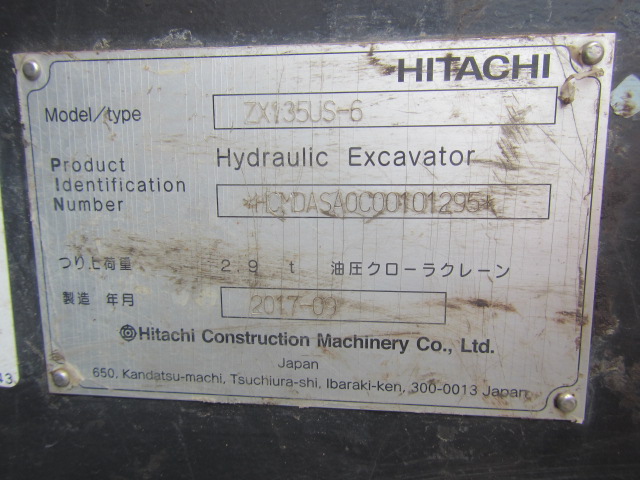 HITACHI
Model/type ZX135US-6
Product Identification Number Hydraulic Excavator
*HCMDASA0C00101295*
つり上荷重 2.9 t 油圧クローラクレーン
製造 年月
Hitachi Construction Machinery Co., Ltd.
Japan
650, Kandatsu-machi, Tsuchiura-shi, Ibaraki-ken, 300-0013 Japan
43